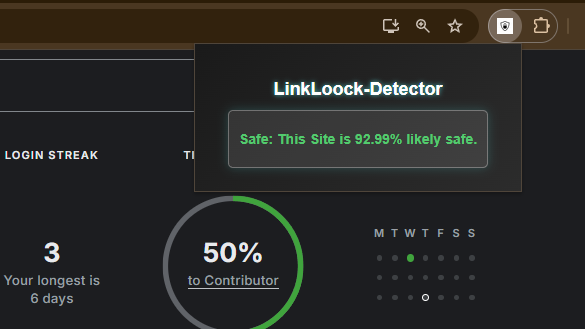 LinkLoock-Detector
Safe: This Site is 92.99% likely safe.
LOGIN STREAK
TI
3
Your longest is
6 days
50%
to Contributor
M T W T F S S